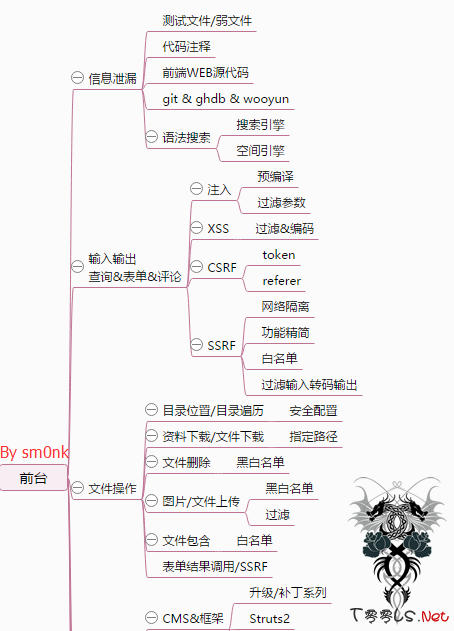 测试文件/弱文件
代码注释
信息泄漏
前端WEB源代码
git & ghdb & wooyun
语法搜索
搜索引擎
空间引擎
注入
预编译
过滤参数
XSS
过滤&编码
输入输出
查询&表单&评论
CSRF
token
referer
SSRF
网络隔离
功能精简
白名单
过滤输入转码输出
By sm0nk
前台
文件操作
目录位置/目录遍历
安全配置
资料下载/文件下载
指定路径
文件删除
黑白名单
图片/文件上传
黑白名单
过滤
文件包含
白名单
表单结果调用/SSRF
CMS&框架
升级/补丁系列
Struts2
T00LS.Net